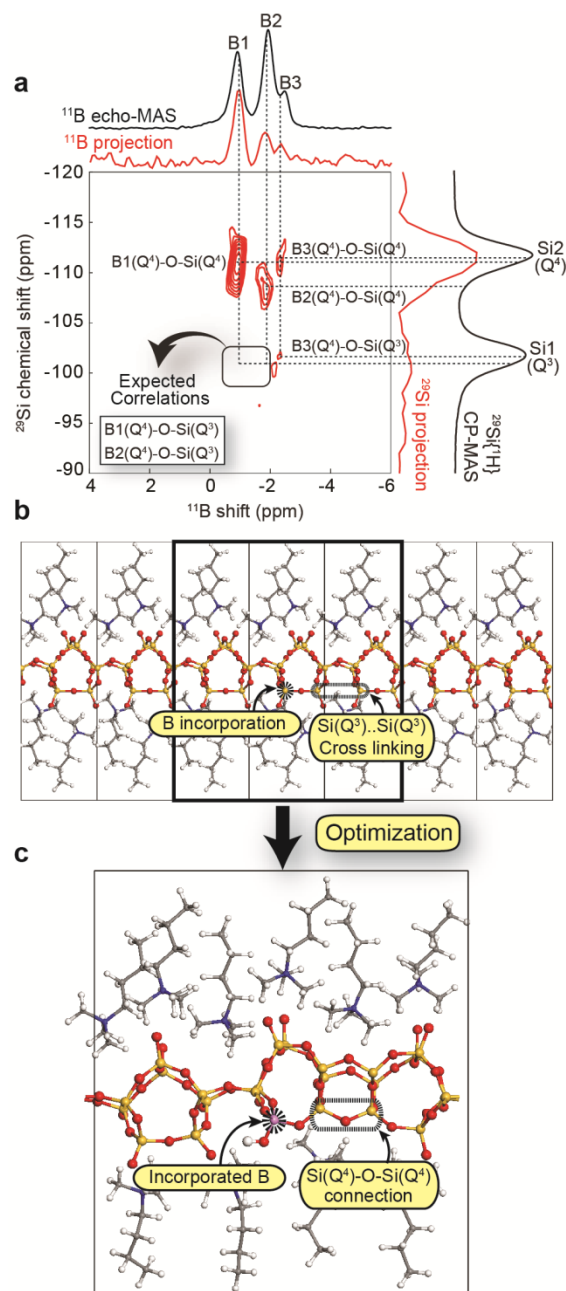 a
B1
B2
B3
¹¹B echo-MAS
¹¹B projection
-120
-115
-110
-105
-100
-95
-90
²⁹Si chemical shift (ppm)
4
2
0
-2
-4
-6
¹¹B shift (ppm)
B1(Q⁴)-O-Si(Q⁴)
B3(Q⁴)-O-Si(Q⁴)
B2(Q⁴)-O-Si(Q⁴)
B3(Q⁴)-O-Si(Q³)
Expected
Correlations
B1(Q⁴)-O-Si(Q³)
B2(Q⁴)-O-Si(Q³)
Si2
(Q⁴)
Si1
(Q³)
²⁹Si projection
²⁹Si{¹H}
CP-MAS
b
B incorporation
Si(Q³)..Si(Q³)
Cross linking
Optimization
c
Incorporated B
Si(Q⁴)-O-Si(Q⁴)
connection